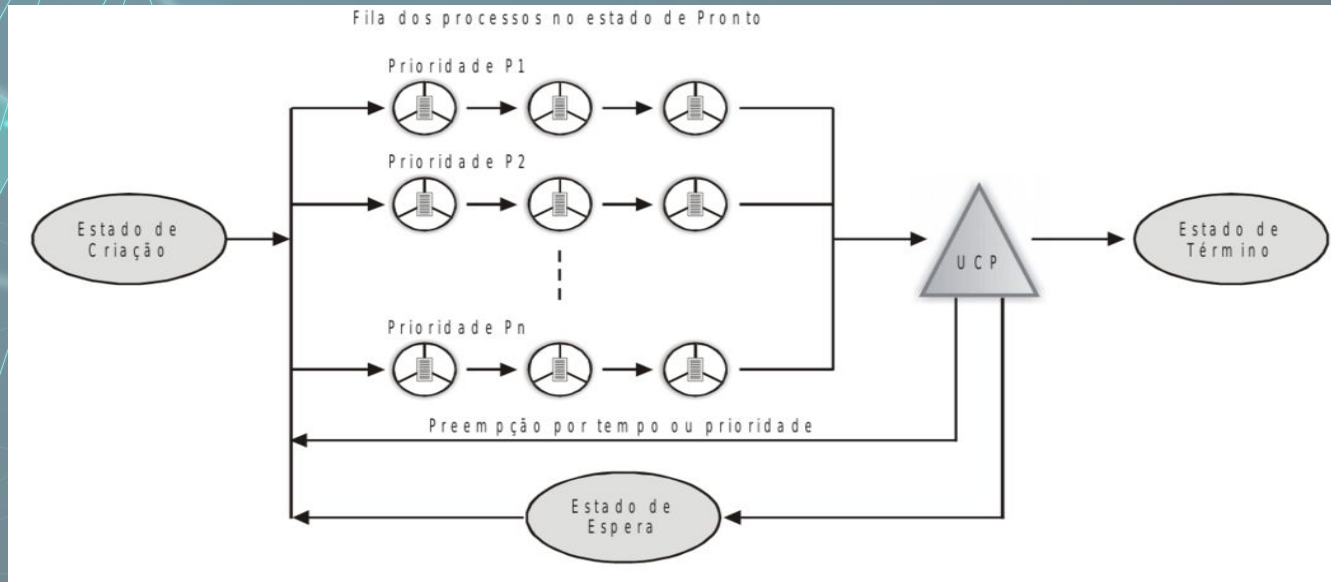 Fila dos processos no estado de Pronto
Prioridade P1
Prioridade P2
Estado de
Criação
UCP
Estado de
Término
Prioridade Pn
Preempção por tempo ou prioridade
Estado de
Espera